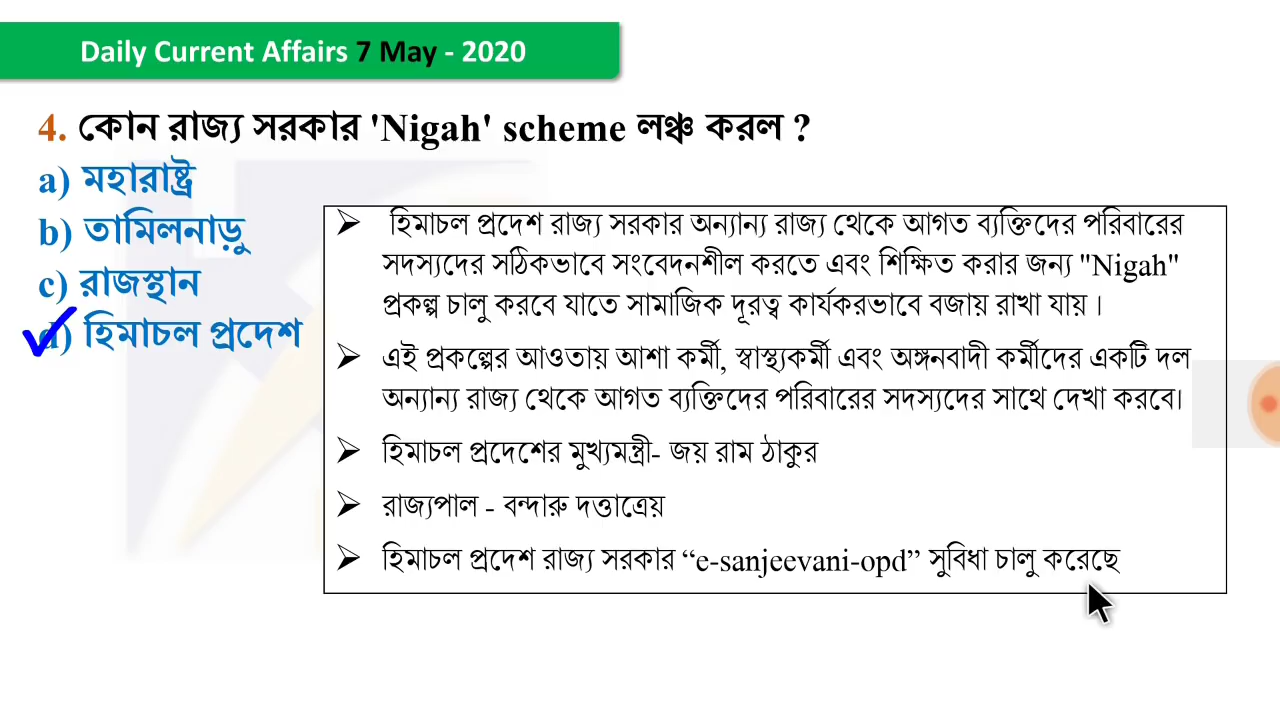 Daily Current Affairs 7 May - 2020
4. কোন রাজ্য সরকার 'Nigah' scheme লঞ্চ করল ?
a) মহারাষ্ট্র
b) তামিলনাড়ু
c) রাজস্থান
d) হিমাচল প্রদেশ
➢ হিমাচল প্রদেশ রাজ্য সরকার অন্যান্য রাজ্য থেকে আগত ব্যক্তিদের পরিবারের
সদস্যদের সঠিকভাবে সংবেদনশীল করতে এবং শিক্ষিত করার জন্য "Nigah"
প্রকল্প চালু করবে যাতে সামাজিক দূরত্ব কার্যকরভাবে বজায় রাখা যায়।
➢ এই প্রকল্পের আওতায় আশা কর্মী, স্বাস্থ্যকর্মী এবং অঙ্গনবাদী কর্মীদের একটি দল
অন্যান্য রাজ্য থেকে আগত ব্যক্তিদের পরিবারের সদস্যদের সাথে দেখা করবে।
➢ হিমাচল প্রদেশের মুখ্যমন্ত্রী- জয় রাম ঠাকুর
➢ রাজ্যপাল - বন্দারু দত্তাত্রেয়
➢ হিমাচল প্রদেশ রাজ্য সরকার “e-sanjeevani-opd” সুবিধা চালু করেছে